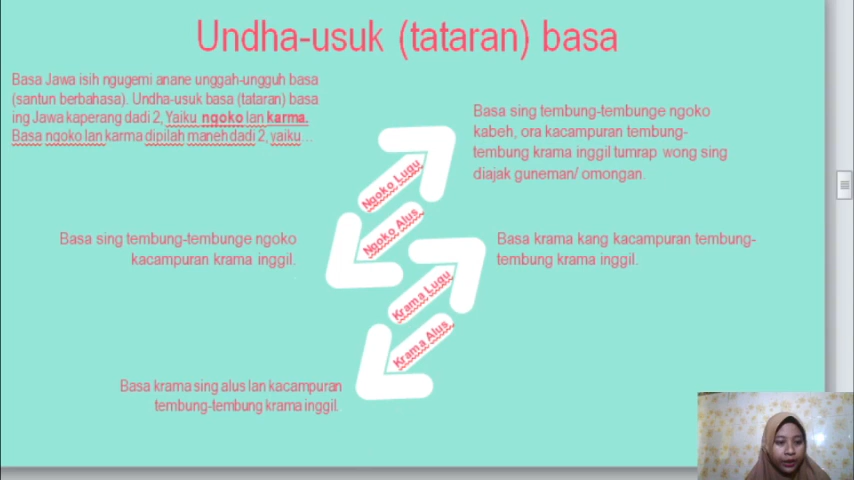 Undha-usuk (tataran) basa
Basa Jawa isih ngugemi anane unggah-ungguh basa
(santun berbahasa). Undha-usuk basa (tataran) basa
ing Jawa kaperang dadi 2, Yaiku ngoko lan karma.
Basa ngoko lan karma dipilah maneh dadi 2, yaiku…
Basa sing tembung-tembunge ngoko
kabeh, ora kacampuran tembung-
tembung krama inggil tumrap wong sing
diajak guneman/ omongan.
Ngoko Lugu
Ngoko Alus
Basa sing tembung-tembunge ngoko
kacampuran krama inggil.
Basa krama kang kacampuran tembung-
tembung krama inggil.
Krama Lugu
Krama Alus
Basa krama sing alus lan kacampuran
tembung-tembung krama inggil.